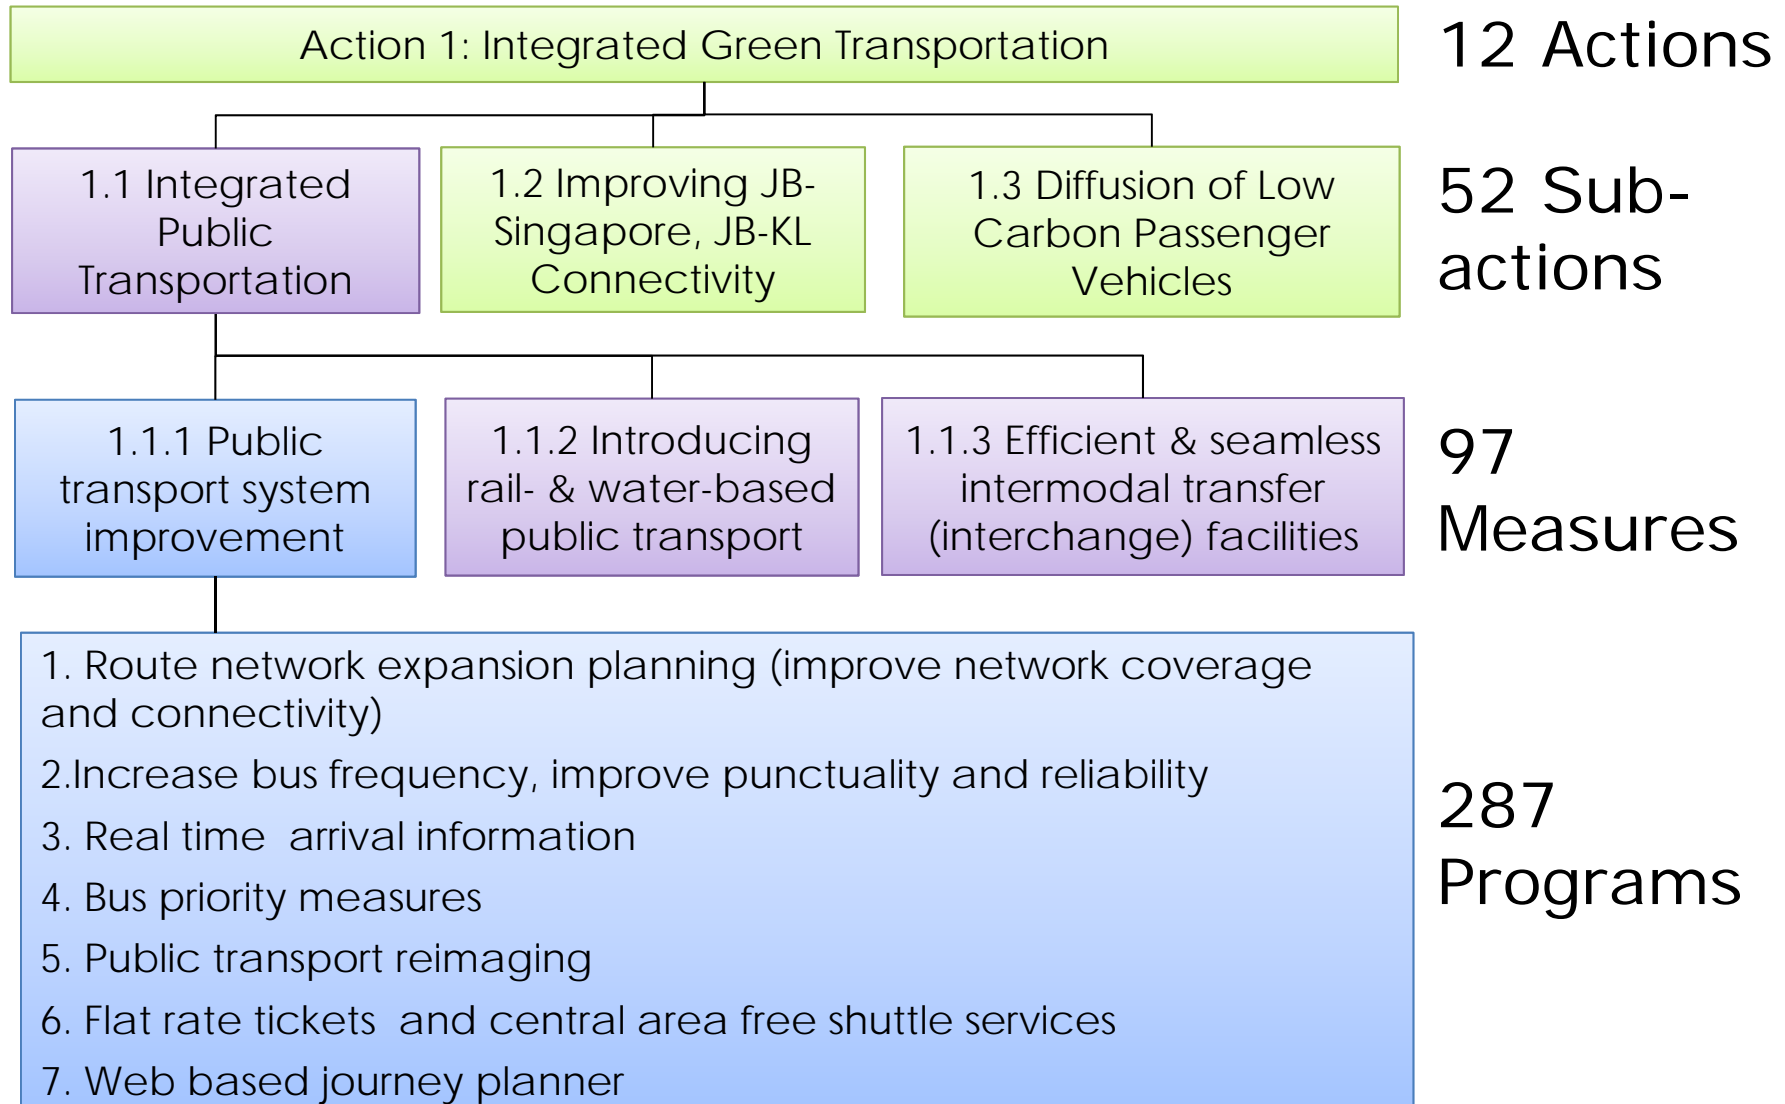 Action 1: Integrated Green Transportation
12 Actions
1.1 Integrated
Public
Transportation
1.2 Improving JB-
Singapore, JB-KL
Connectivity
1.3 Diffusion of Low
Carbon Passenger
Vehicles
52 Sub-
actions
1.1.1 Public
transport system
improvement
1.1.2 Introducing
rail- & water-based
public transport
1.1.3 Efficient & seamless
intermodal transfer
(interchange) facilities
97
Measures
1. Route network expansion planning (improve network coverage
and connectivity)
2.Increase bus frequency, improve punctuality and reliability
3. Real time  arrival information
4. Bus priority measures
5. Public transport reimaging
6. Flat rate tickets  and central area free shuttle services
7. Web based journey planner
287
Programs